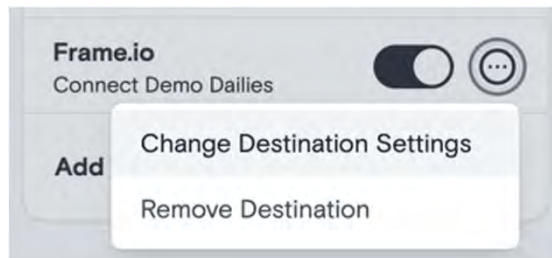 Frame.io
Connect Demo Dailies
Change Destination Settings
Add
Remove Destination